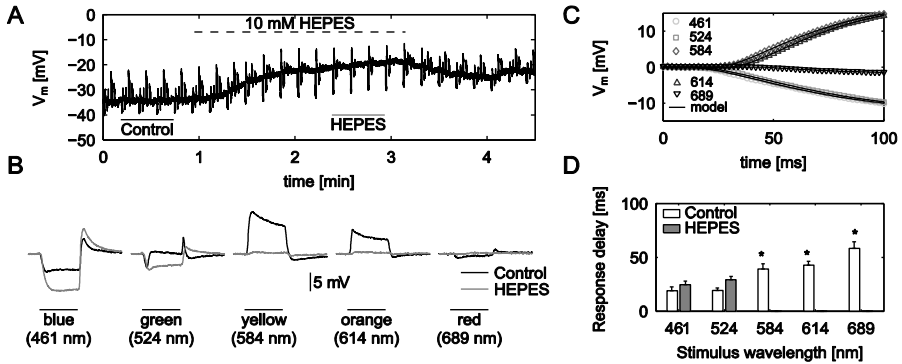 A
0
10 mM HEPES
−10
−20
−30
−40
−50
Vm [mV]
Control
HEPES
0
1
2
3
4
time [min]
B
5 mV
Control
HEPES
blue
(461 nm)
green
(524 nm)
yellow
(584 nm)
orange
(614 nm)
red
(689 nm)
C
10
0
−10
Vm [mV]
461
524
584
614
689
model
0
50
100
time [ms]
D
100
50
0
Response delay [ms]
Control
HEPES
*
*
*
461
524
584
614
689
Stimulus wavelength [nm]